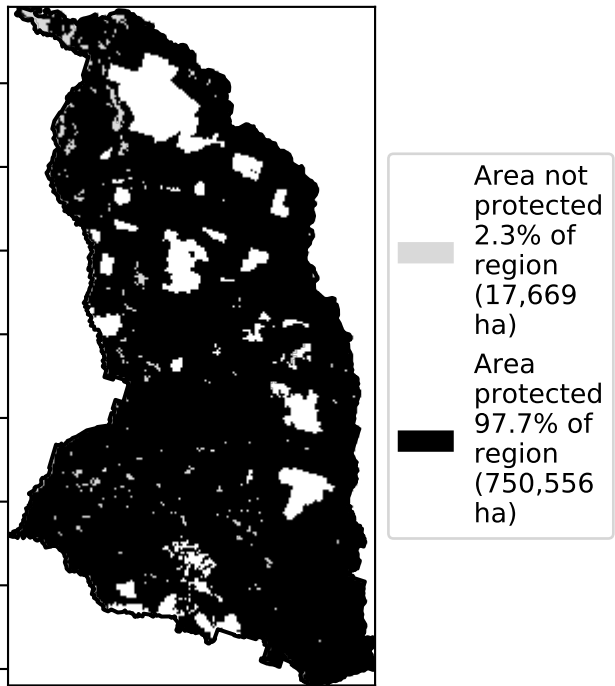 Area not
protected
2.3% of
region
(17,669
ha)
Area
protected
97.7% of
region
(750,556
ha)